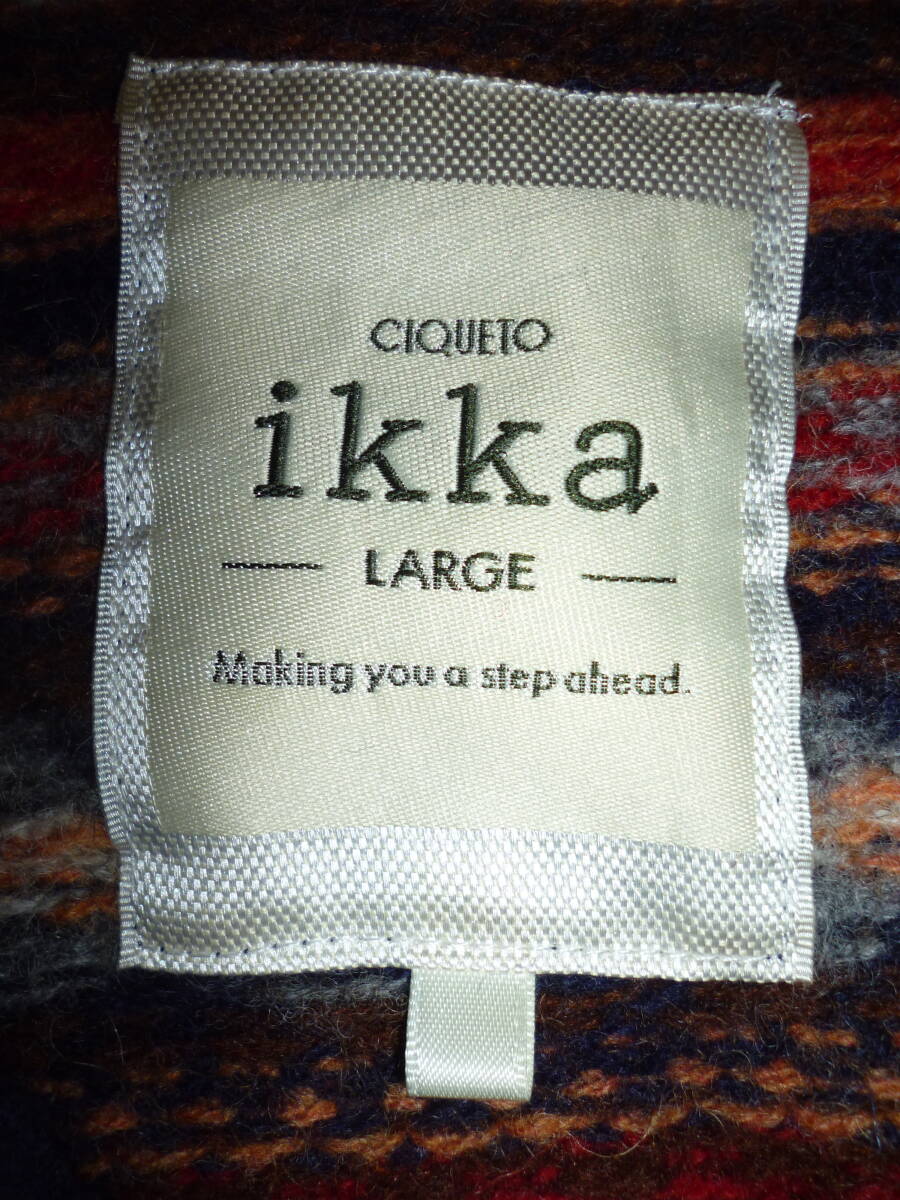 CIQUETO
ikka
LARGE
Making you a step ahead.